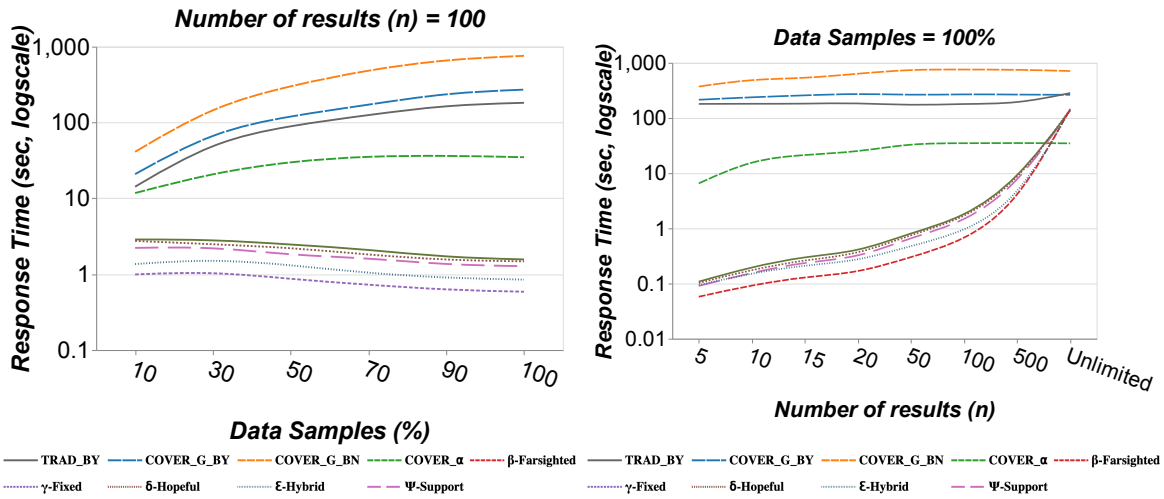 Number of results (n) = 100
Response Time (sec, logscale)
1,000
100
10
1
0.1
10
30
50
70
90
100
Data Samples (%)
TRAD_BY
COVER_G_BY
COVER_G_BN
COVER_α
β-Farsighted
γ-Fixed
δ-Hopeful
ε-Hybrid
Ψ-Support
Data Samples = 100%
Response Time (sec, logscale)
1,000
100
10
1
0.1
0.01
5
10
15
20
50
100
500
Unlimited
Number of results (n)
TRAD_BY
COVER_G_BY
COVER_G_BN
COVER_α
β-Farsighted
γ-Fixed
δ-Hopeful
ε-Hybrid
Ψ-Support